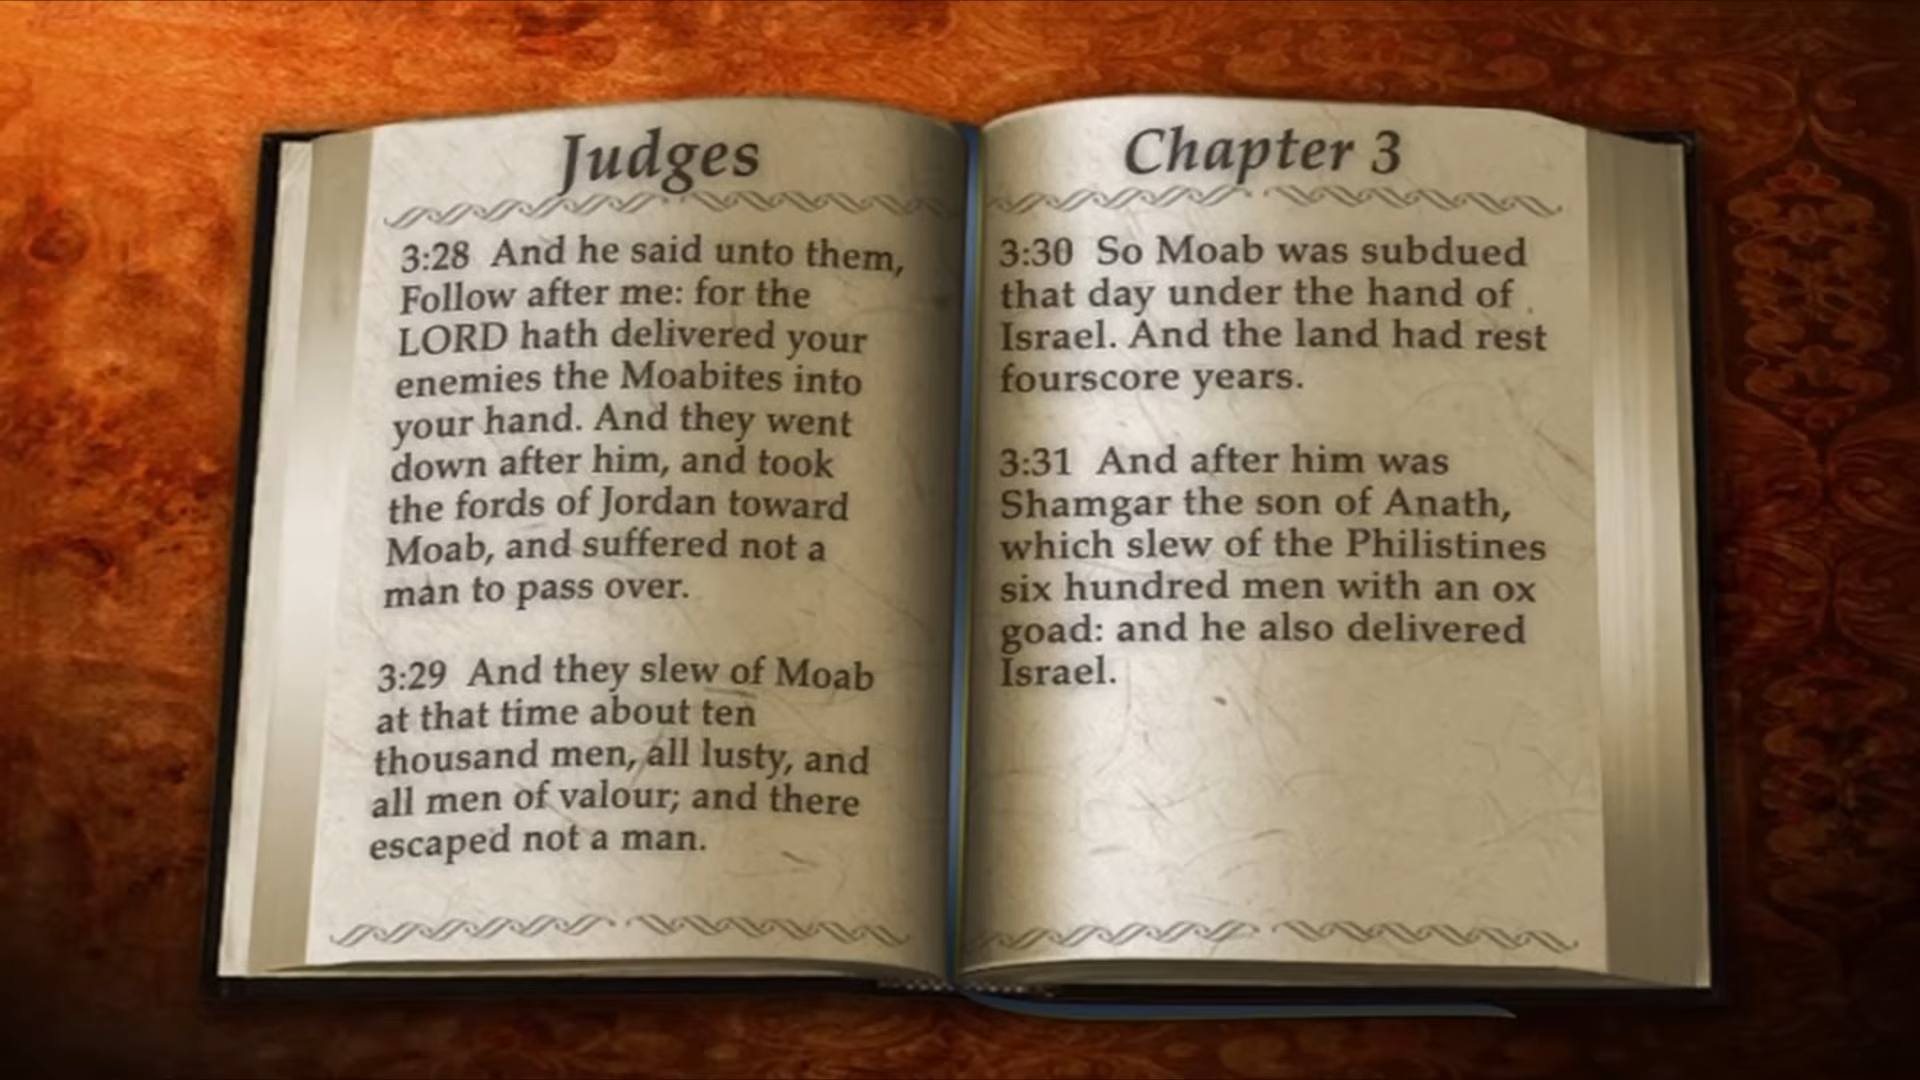 Judges
3:28 And he said unto them,
Follow after me: for the
LORD hath delivered your
enemies the Moabites into
your hand. And they went
down after him, and took
the fords of Jordan toward
Moab, and suffered not a
man to pass over.
3:29 And they slew of Moab
at that time about ten
thousand men, all lusty, and
all men of valour; and there
escaped not a man.
Chapter 3
3:30 So Moab was subdued
that day under the hand of
Israel. And the land had rest
fourscore years.
3:31 And after him was
Shamgar the son of Anath,
which slew of the Philistines
six hundred men with an ox
goad: and he also delivered
Israel.